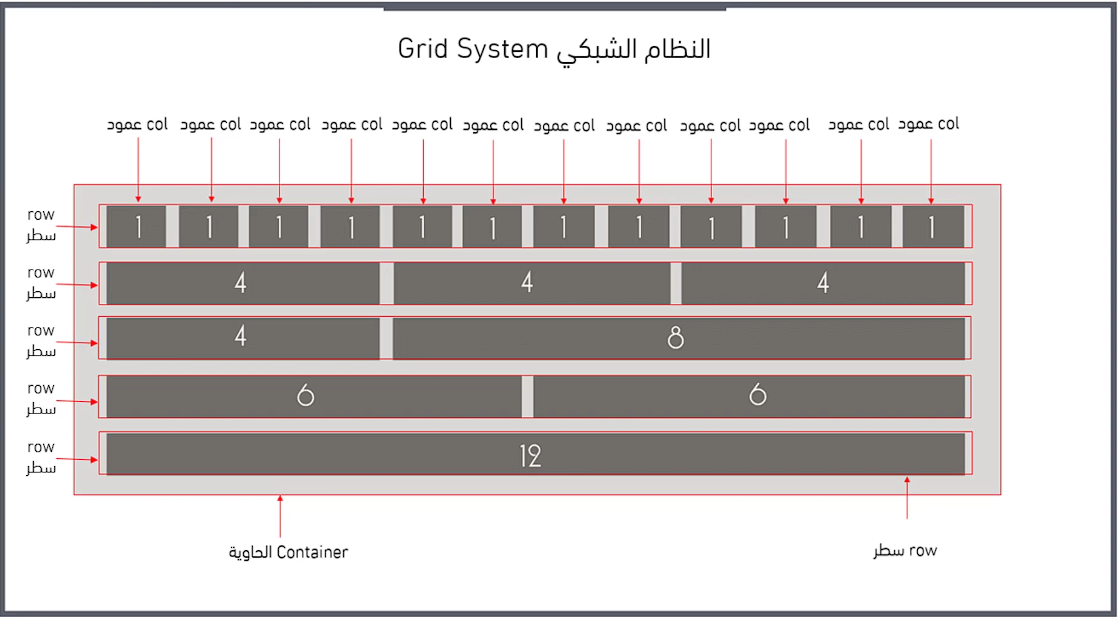 النظام الشبكي Grid System
عمود col
عمود col
عمود col
عمود col
عمود col
عمود col
عمود col
عمود col
عمود col
عمود col
عمود col
عمود col
row
سطر
1 1 1 1 1 1 1 1 1 1 1 1
row
سطر
4 4 4
row
سطر
4 8
row
سطر
6 6
row
سطر
12
الحاوية Container
سطر row